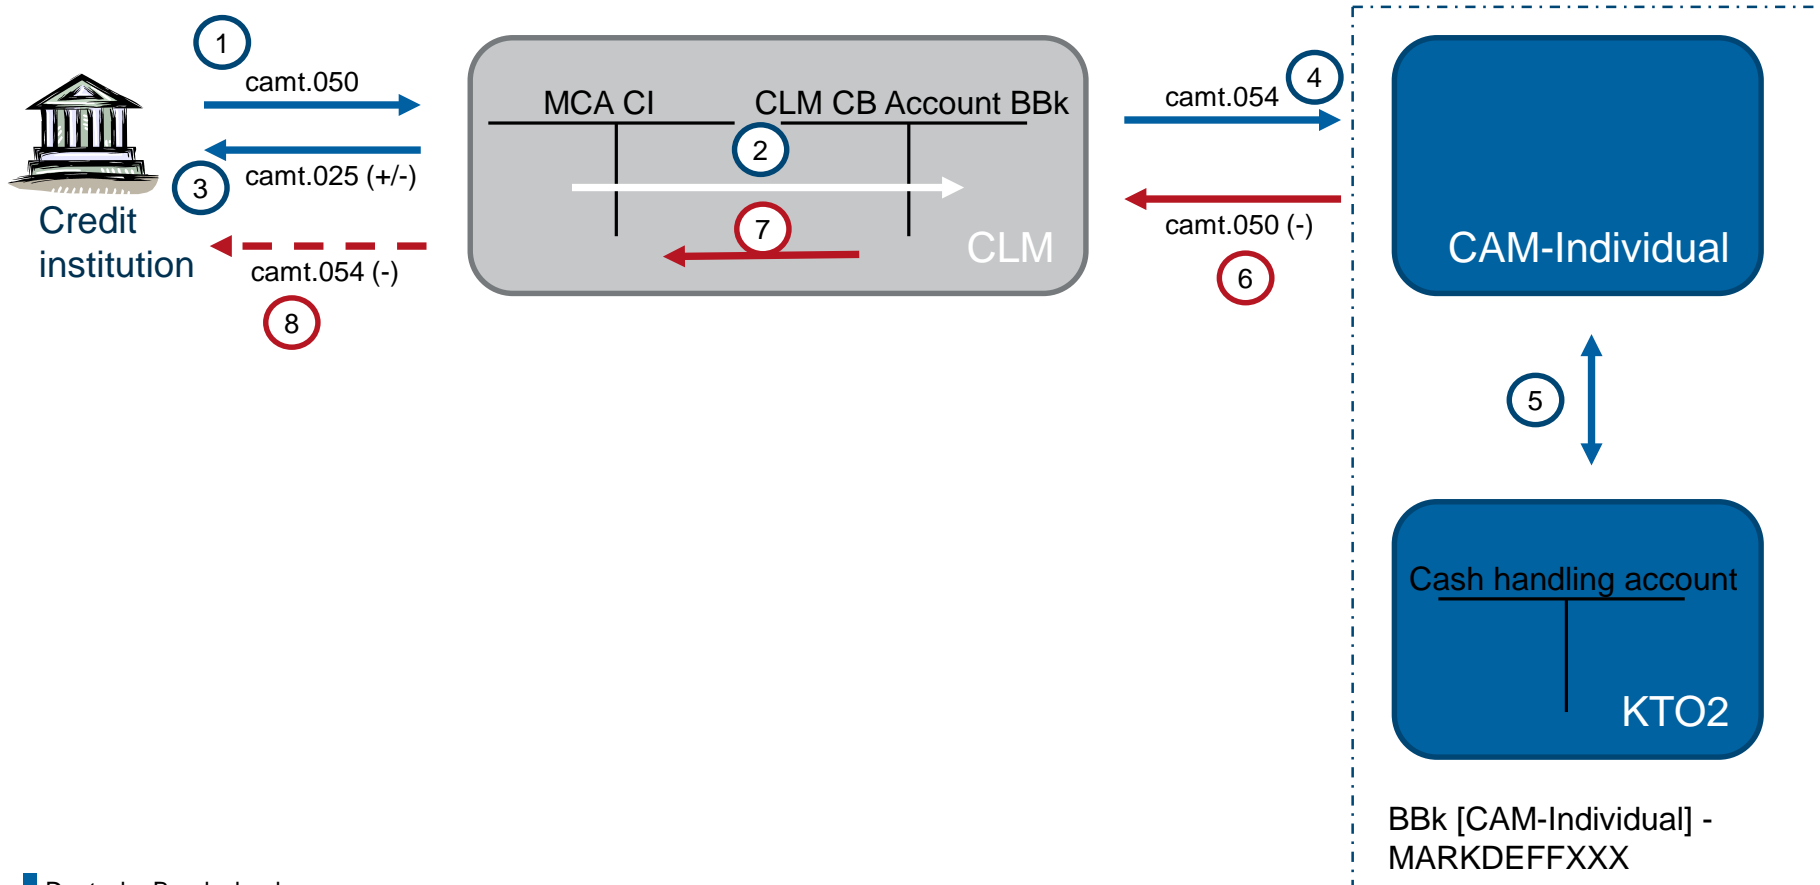 1
camt.050
camt.025 (+/-)
3
Credit
institution
camt.054 (-)
8
MCA CI
CLM CB Account BBk
2
7
CLM
camt.054
4
camt.050 (-)
6
CAM-Individual
5
Cash handling account
KTO2
BBk [CAM-Individual] -
MARKDEFFXXX